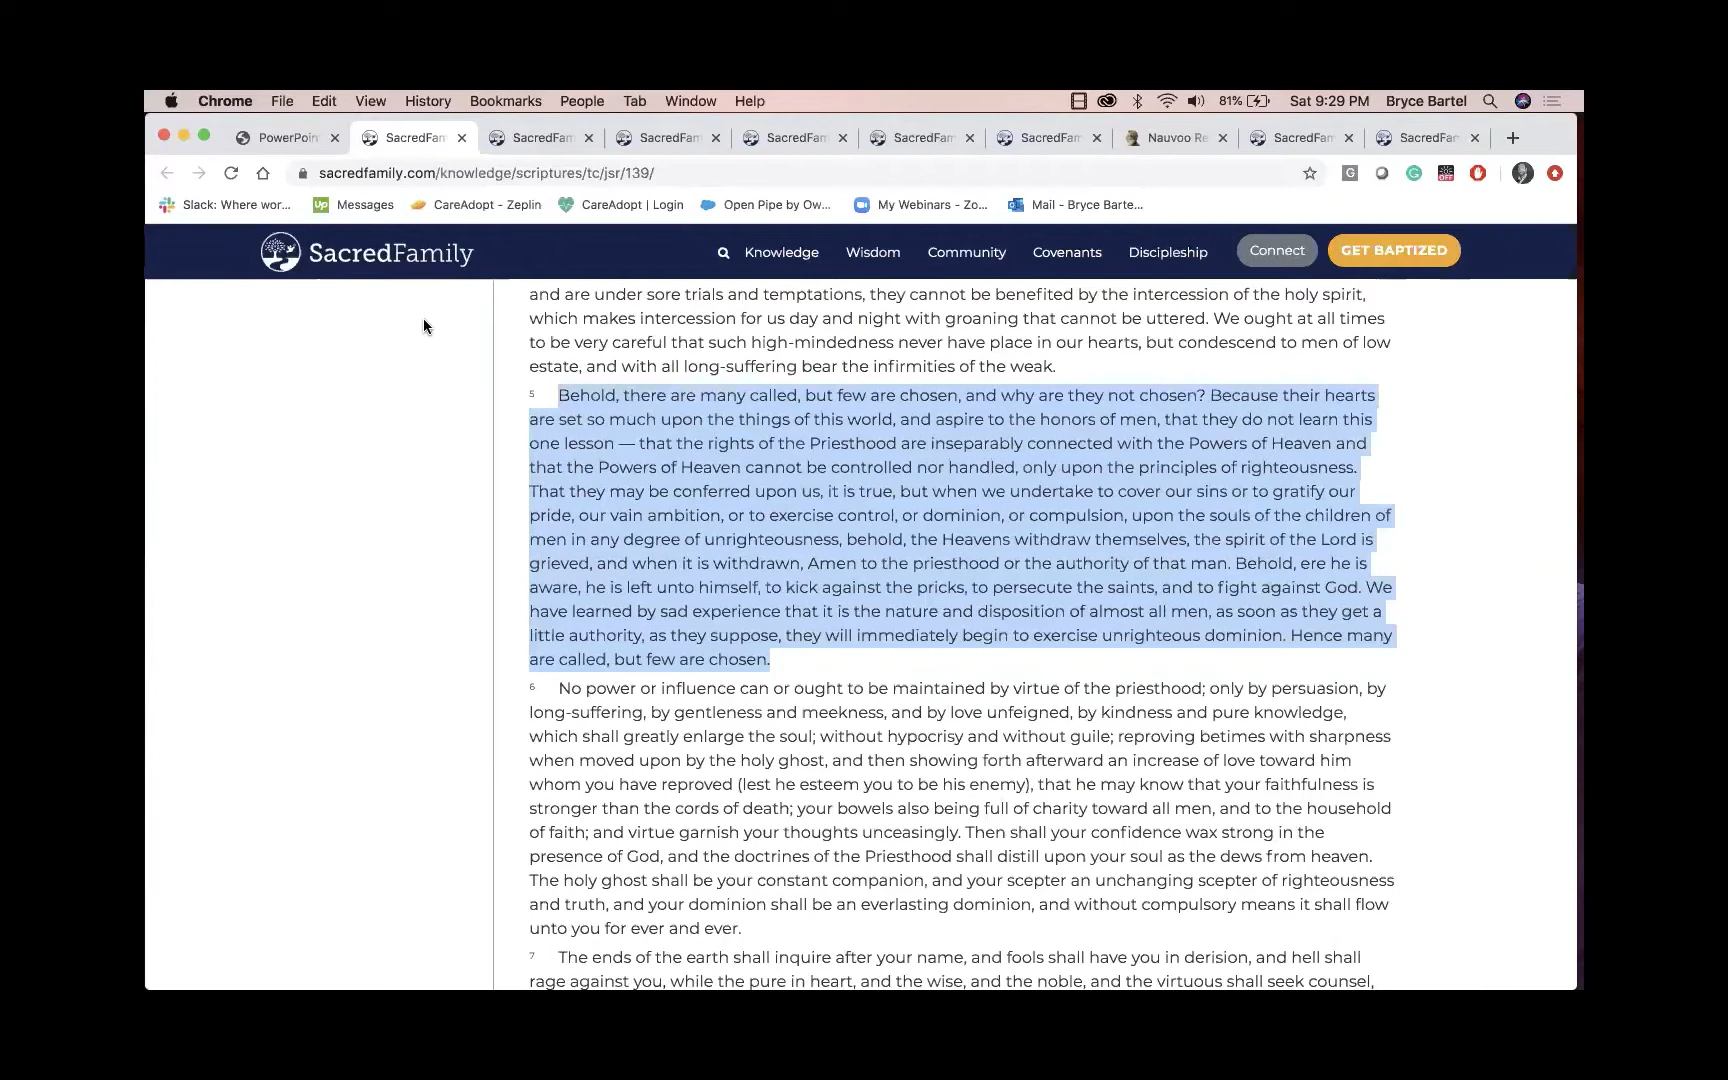 Chrome File Edit View History Bookmarks People Tab Window Help 81% Sat 9:29 PM Bryce Bartel
PowerPoin SacredFam SacredFam SacredFam SacredFam SacredFam SacredFam Nauvoo Re SacredFam SacredFam
sacredfamily.com/knowledge/scriptures/tc/jsr/139/
Slack: Where wor... Up Messages CareAdopt - Zeplin CareAdopt | Login Open Pipe by Ow... My Webinars - Zo... Mail - Bryce Barte...
SacredFamily Knowledge Wisdom Community Covenants Discipleship Connect GET BAPTIZED
and are under sore trials and temptations, they cannot be benefited by the intercession of the holy spirit,
which makes intercession for us day and night with groaning that cannot be uttered. We ought at all times
to be very careful that such high-mindedness never have place in our hearts, but condescend to men of low
estate, and with all long-suffering bear the infirmities of the weak.
5 Behold, there are many called, but few are chosen, and why are they not chosen? Because their hearts
are set so much upon the things of this world, and aspire to the honors of men, that they do not learn this
one lesson — that the rights of the Priesthood are inseparably connected with the Powers of Heaven and
that the Powers of Heaven cannot be controlled nor handled, only upon the principles of righteousness.
That they may be conferred upon us, it is true, but when we undertake to cover our sins or to gratify our
pride, our vain ambition, or to exercise control, or dominion, or compulsion, upon the souls of the children of
men in any degree of unrighteousness, behold, the Heavens withdraw themselves, the spirit of the Lord is
grieved, and when it is withdrawn, Amen to the priesthood or the authority of that man. Behold, ere he is
aware, he is left unto himself, to kick against the pricks, to persecute the saints, and to fight against God. We
have learned by sad experience that it is the nature and disposition of almost all men, as soon as they get a
little authority, as they suppose, they will immediately begin to exercise unrighteous dominion. Hence many
are called, but few are chosen.
6 No power or influence can or ought to be maintained by virtue of the priesthood; only by persuasion, by
long-suffering, by gentleness and meekness, and by love unfeigned, by kindness and pure knowledge,
which shall greatly enlarge the soul; without hypocrisy and without guile; reproving betimes with sharpness
when moved upon by the holy ghost, and then showing forth afterward an increase of love toward him
whom you have reproved (lest he esteem you to be his enemy), that he may know that your faithfulness is
stronger than the cords of death; your bowels also being full of charity toward all men, and to the household
of faith; and virtue garnish your thoughts unceasingly. Then shall your confidence wax strong in the
presence of God, and the doctrines of the Priesthood shall distill upon your soul as the dews from heaven.
The holy ghost shall be your constant companion, and your scepter an unchanging scepter of righteousness
and truth, and your dominion shall be an everlasting dominion, and without compulsory means it shall flow
unto you for ever and ever.
7 The ends of the earth shall inquire after your name, and fools shall have you in derision, and hell shall
rage against you, while the pure in heart, and the wise, and the noble, and the virtuous shall seek counsel,